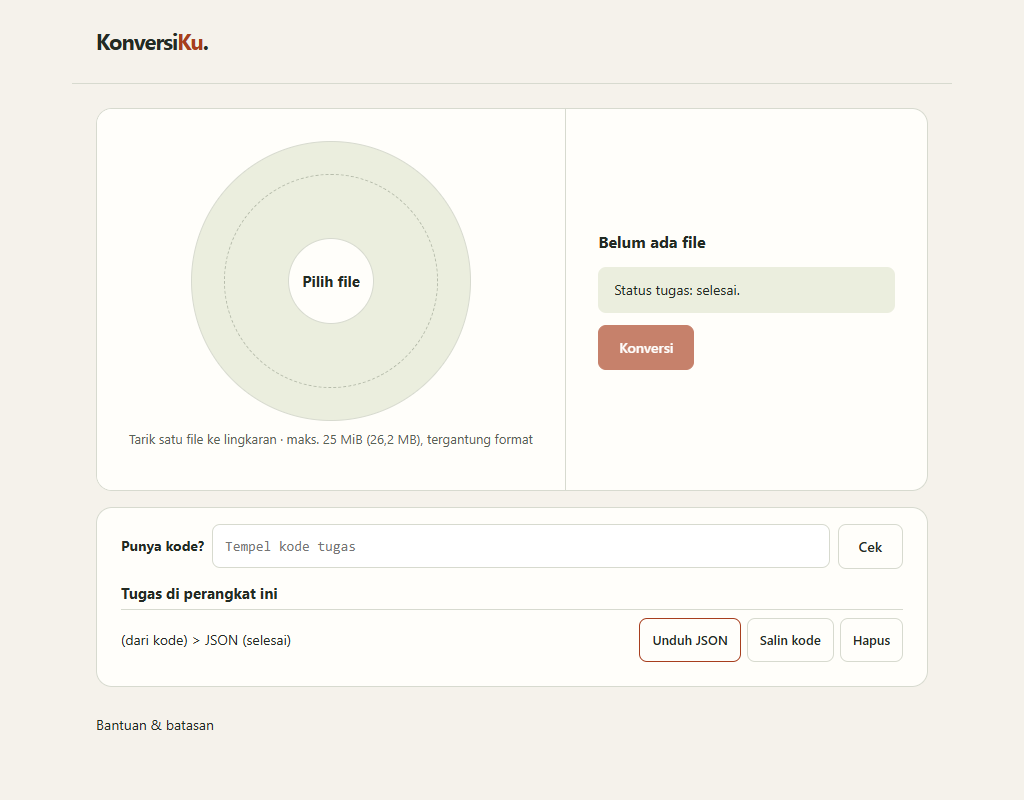 KonversiKu.
Pilih file
Tarik satu file ke lingkaran · maks. 25 MiB (26,2 MB), tergantung format
Belum ada file
Status tugas: selesai.
Konversi
Punya kode?
Tempel kode tugas
Cek
Tugas di perangkat ini
(dari kode) > JSON (selesai)
Unduh JSON
Salin kode
Hapus
Bantuan & batasan